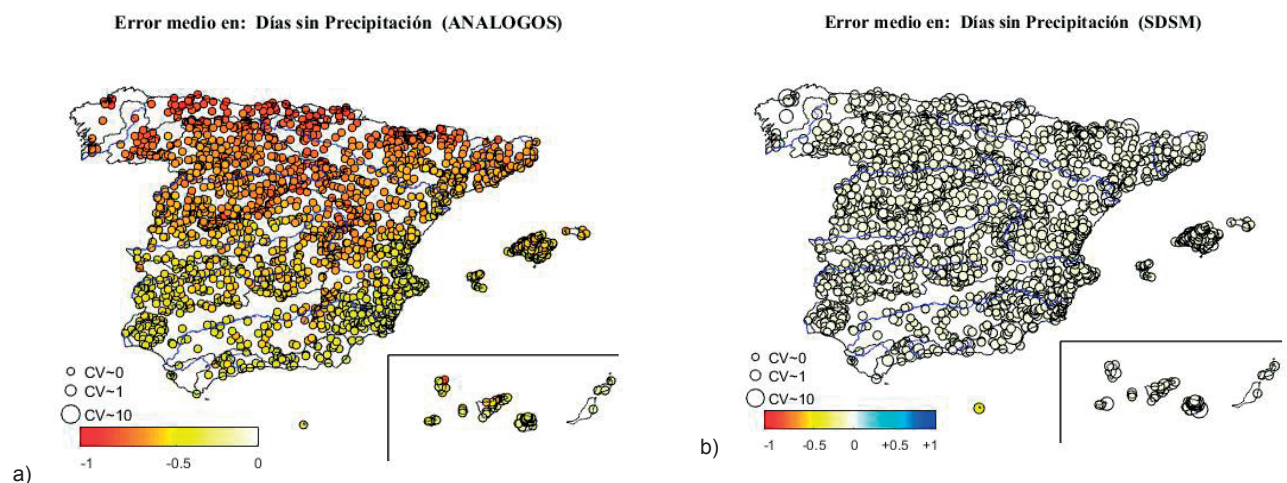 Error medio en: Días sin Precipitación (ANALOGOS)
CV~0
CV~1
CV~10
-1 -0.5 0
a)
Error medio en: Días sin Precipitación (SDSM)
CV~0
CV~1
CV~10
-1 -0.5 0 +0.5 +1
b)